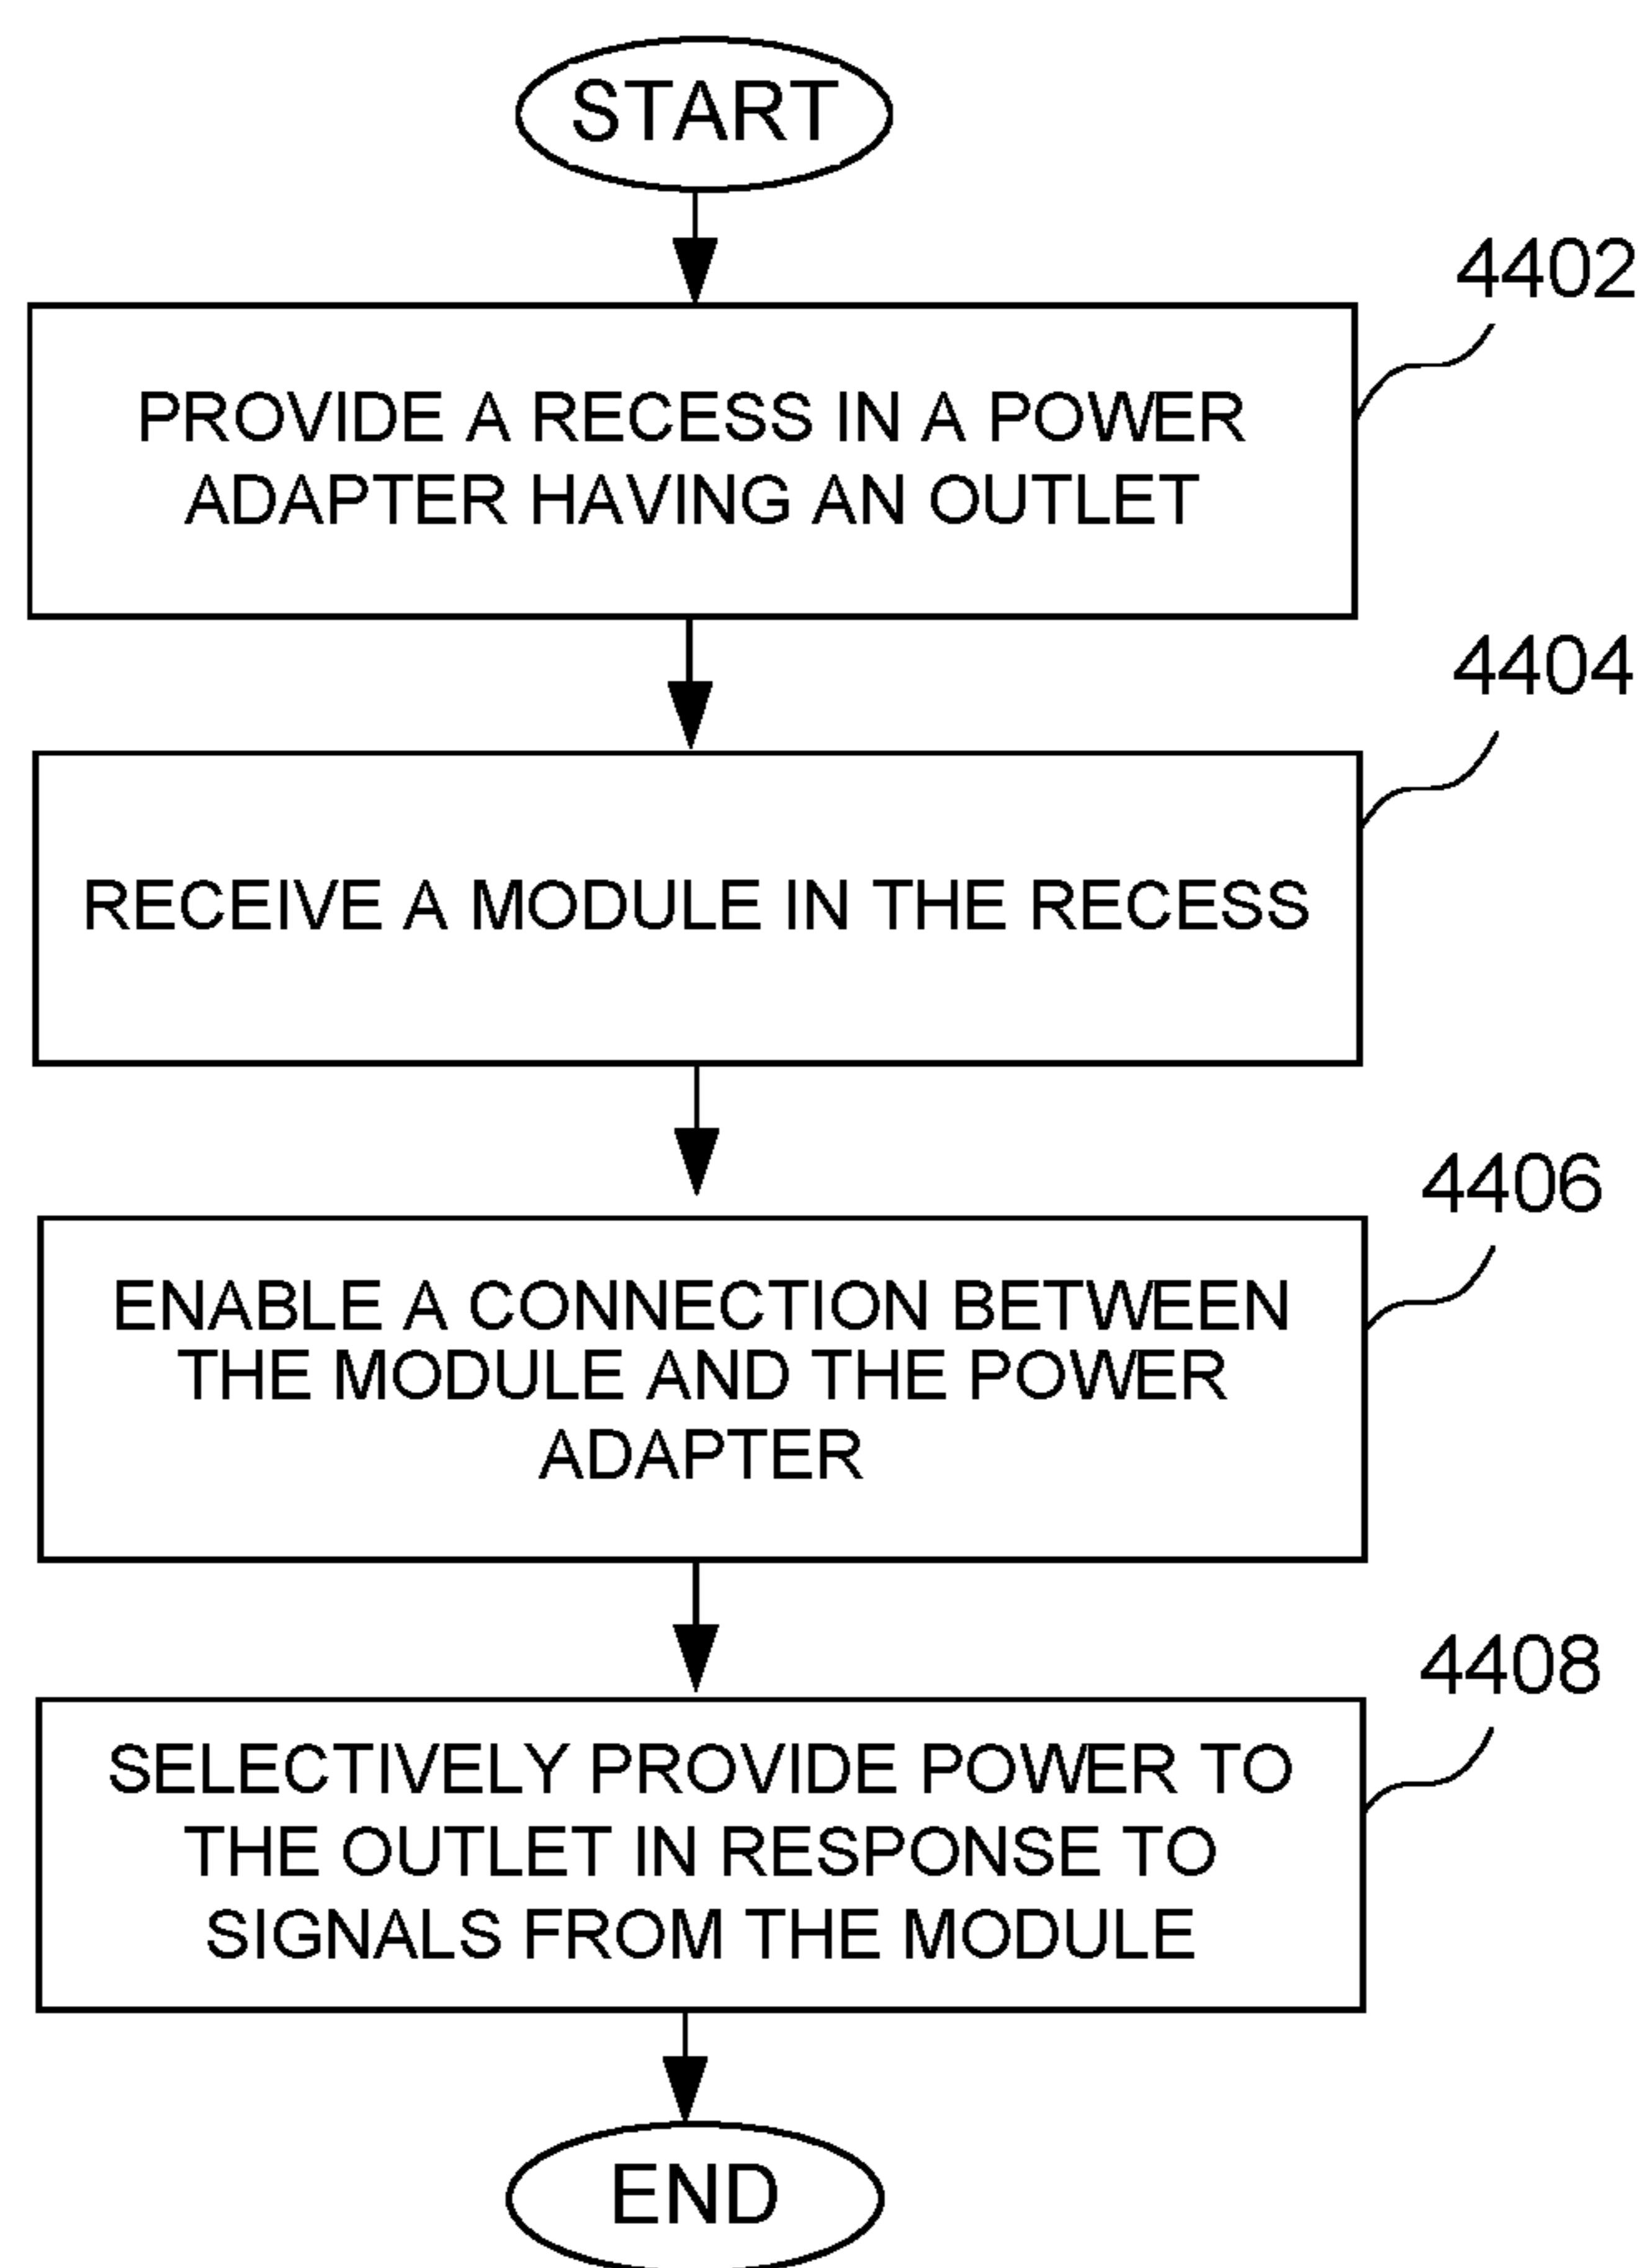 START
4402
PROVIDE A RECESS IN A POWER
ADAPTER HAVING AN OUTLET
4404
RECEIVE A MODULE IN THE RECESS
4406
ENABLE A CONNECTION BETWEEN
THE MODULE AND THE POWER
ADAPTER
4408
SELECTIVELY PROVIDE POWER TO
THE OUTLET IN RESPONSE TO
SIGNALS FROM THE MODULE
END